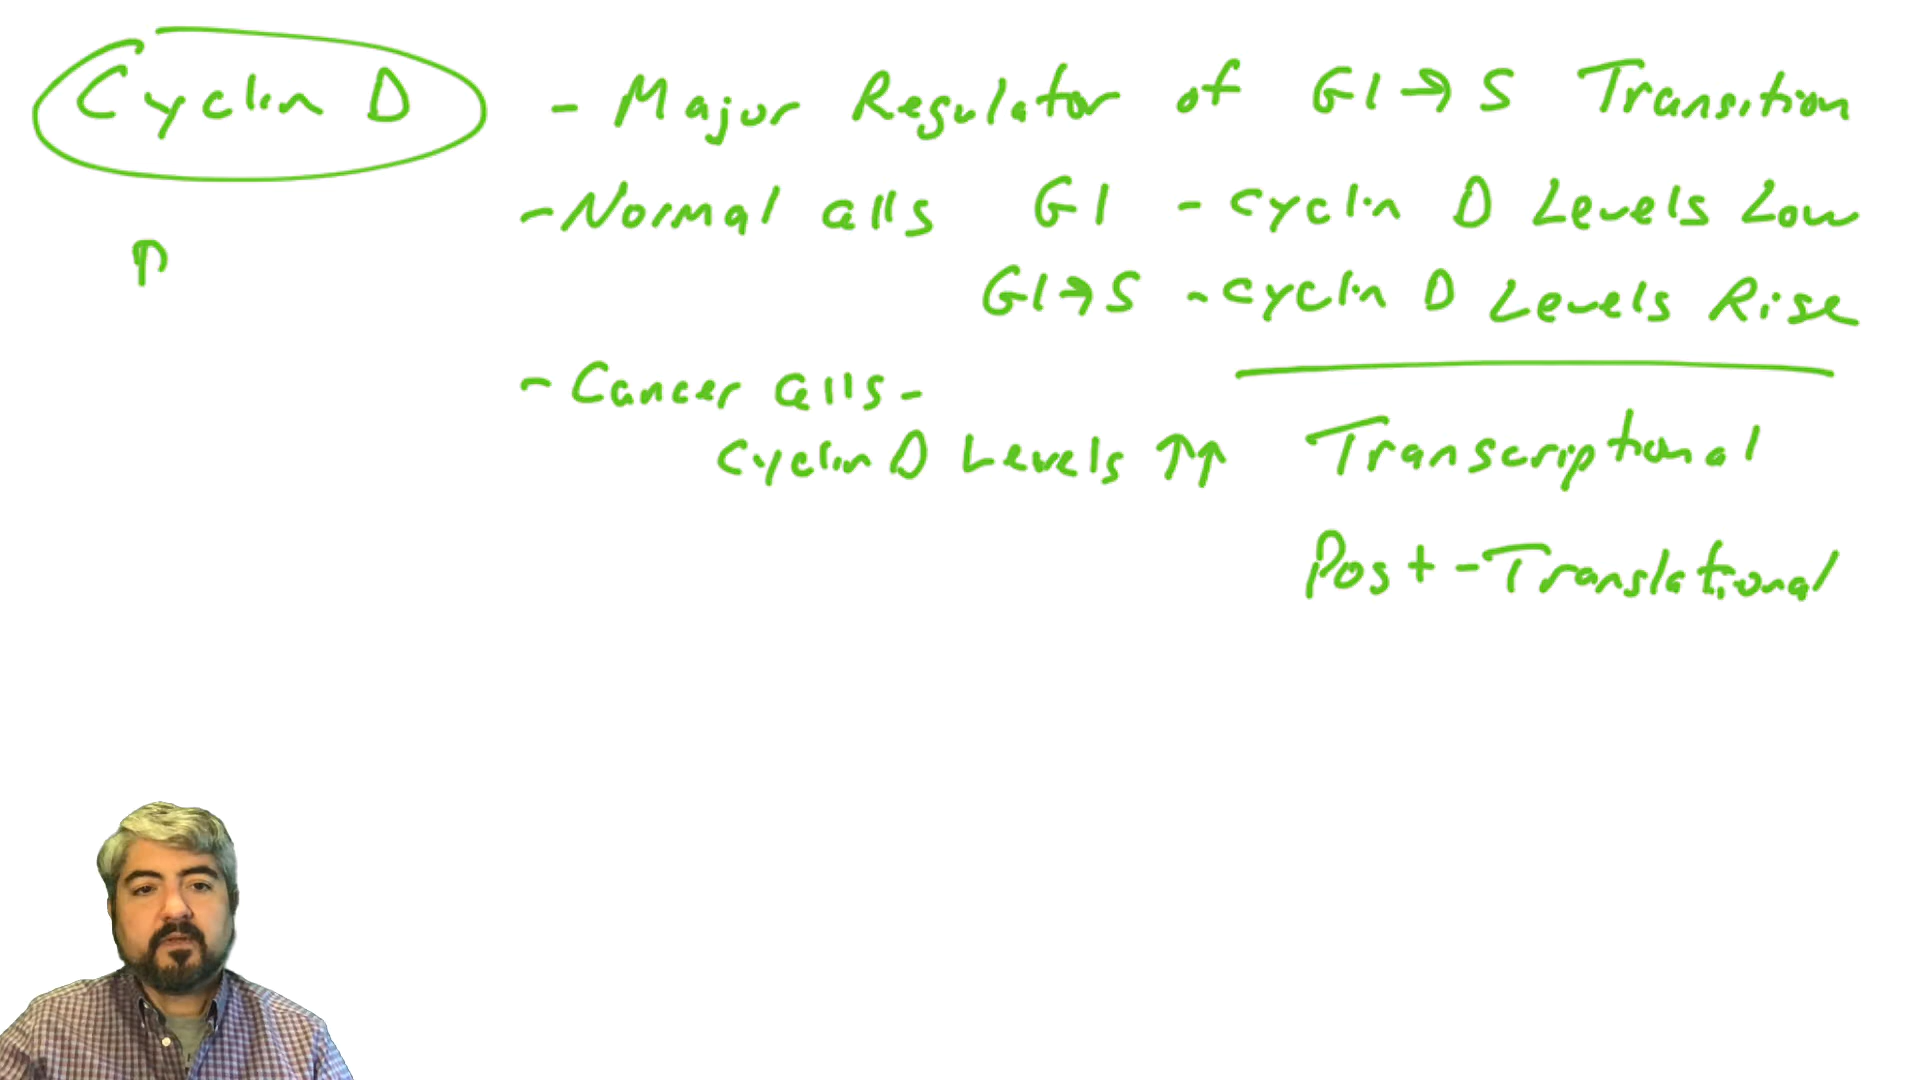 Cyclin D - Major Regulator of G1→S Transition
-Normal cells G1 - Cyclin D Levels Low
↑
G1→S - Cyclin D Levels Rise
- Cancer cells -
Cyclin D Levels ↑↑ Transcriptional
Post-Translational